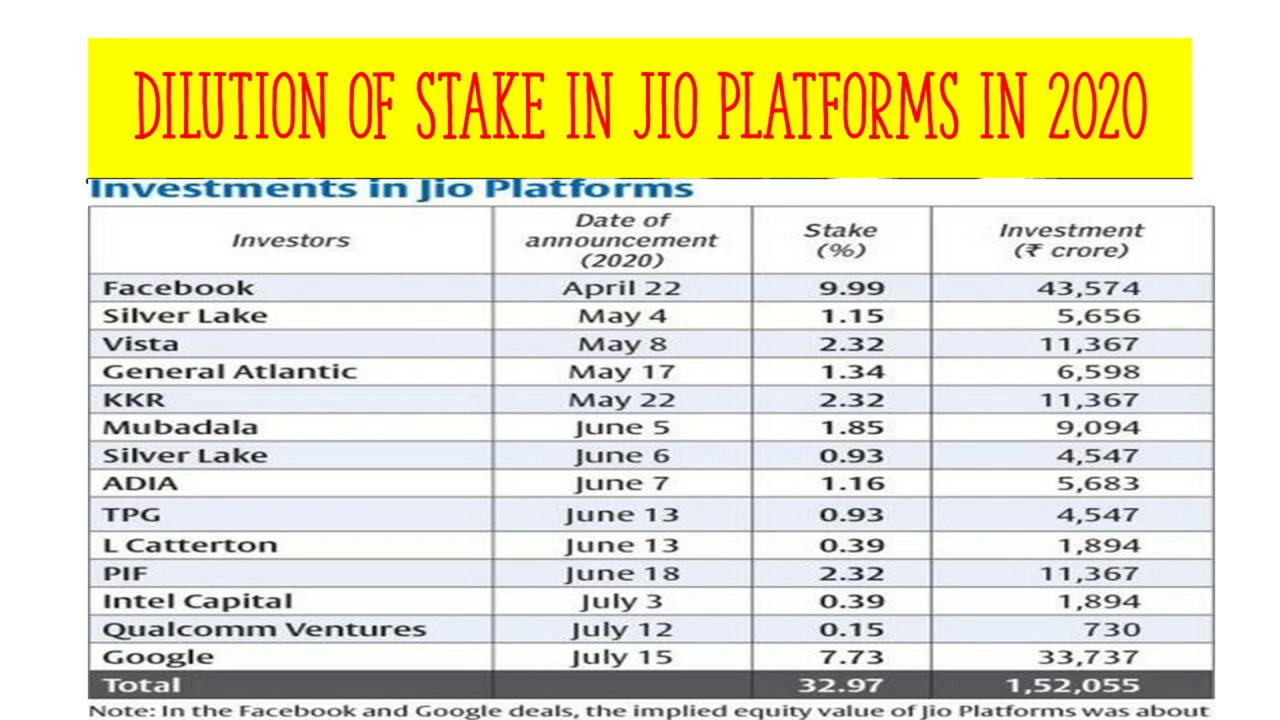 DILUTION OF STAKE IN JIO PLATFORMS IN 2020
Investments in Jio Platforms
Investors Date of announcement (2020) Stake (%) Investment (₹ crore)
Facebook April 22 9.99 43,574
Silver Lake May 4 1.15 5,656
Vista May 8 2.32 11,367
General Atlantic May 17 1.34 6,598
KKR May 22 2.32 11,367
Mubadala June 5 1.85 9,094
Silver Lake June 6 0.93 4,547
ADIA June 7 1.16 5,683
TPG June 13 0.93 4,547
L Catterton June 13 0.39 1,894
PIF June 18 2.32 11,367
Intel Capital July 3 0.39 1,894
Qualcomm Ventures July 12 0.15 730
Google July 15 7.73 33,737
Total 32.97 1,52,055
Note: In the Facebook and Google deals, the implied equity value of Jio Platforms was about